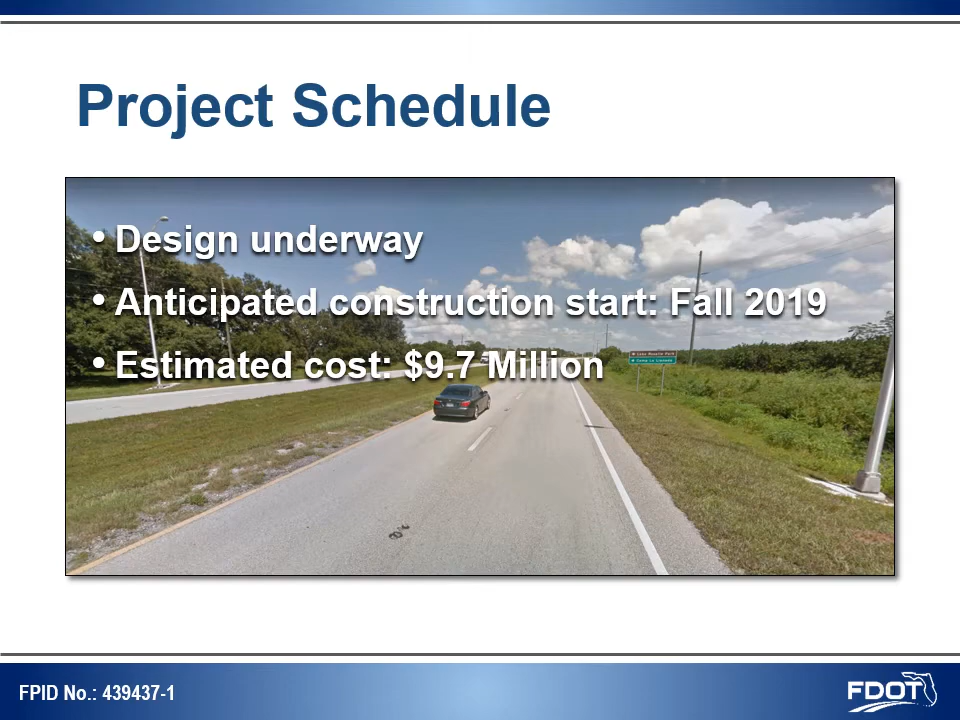 Project Schedule
• Design underway
• Anticipated construction start: Fall 2019
• Estimated cost: $9.7 Million
FPID No.: 439437-1
FDOT